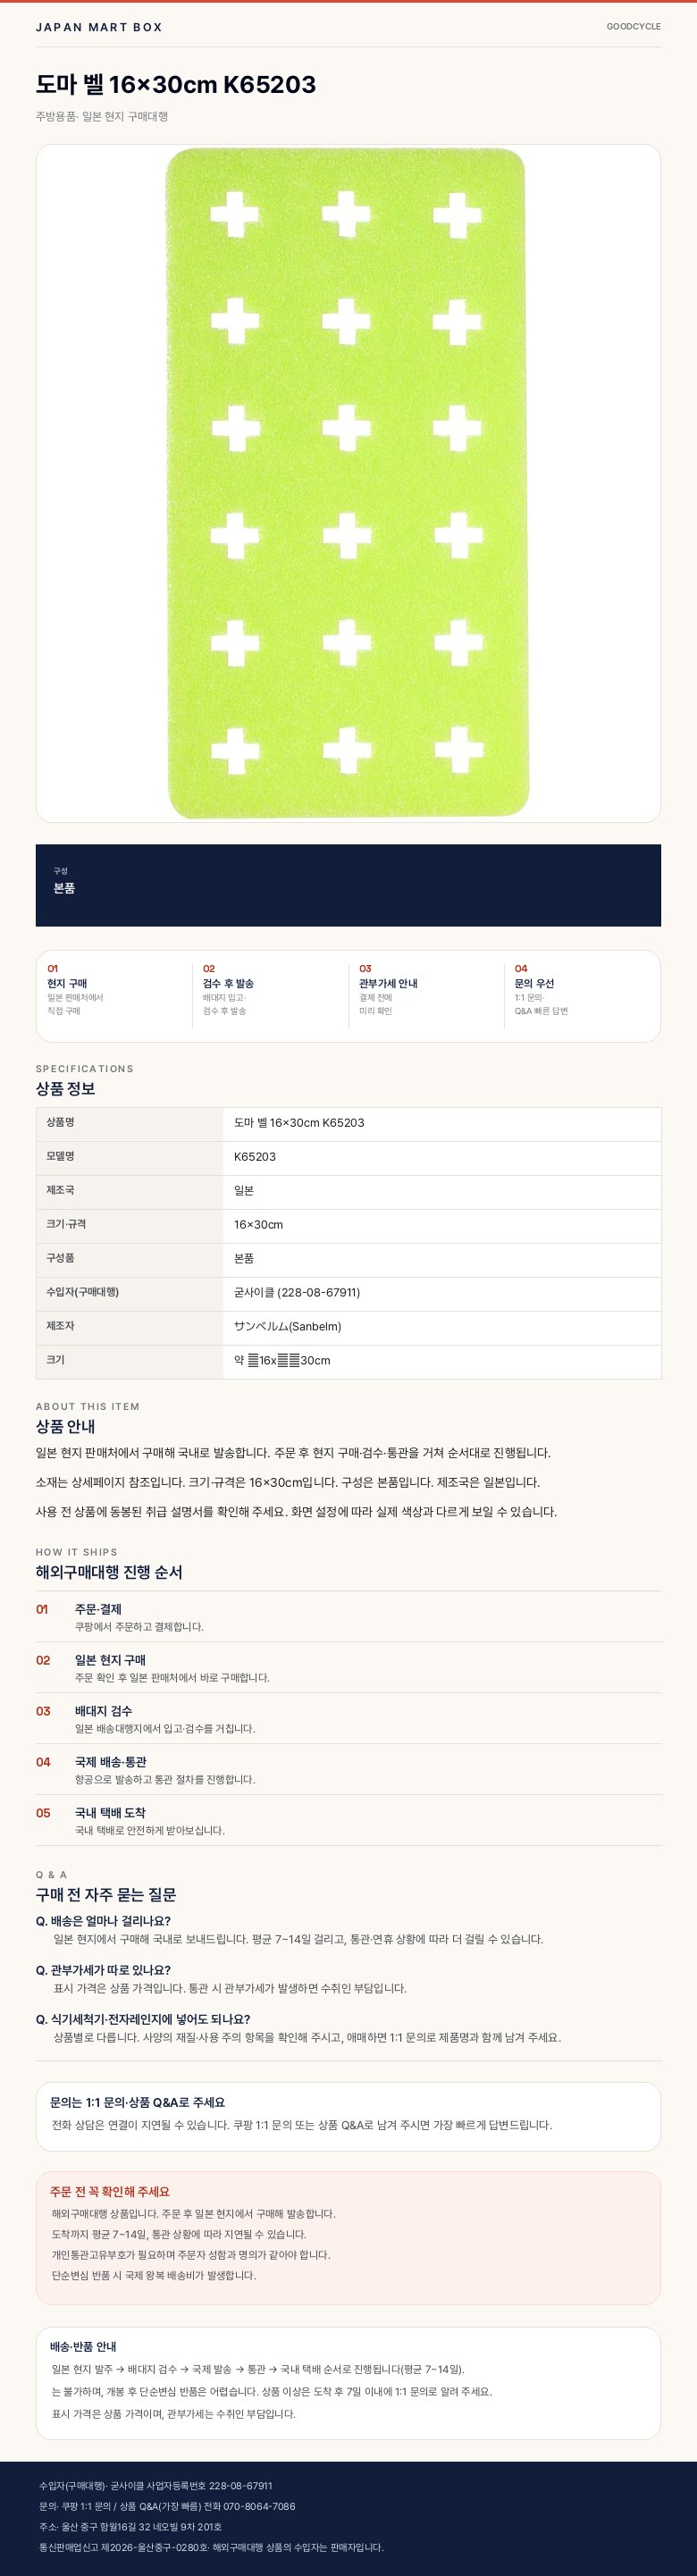 JAPAN MART BOX
GOODCYCLE
도마 벨 16×30cm K65203
주방용품· 일본 현지 구매대행
구성
본품
01
현지 구매
일본 판매처에서
직접 구매
02
검수 후 발송
배대지 입고·
검수 후 발송
03
관부가세 안내
결제 전에
미리 확인
04
문의 우선
1:1 문의·
Q&A 빠른 답변
SPECIFICATIONS
상품 정보
상품명 도마 벨 16×30cm K65203
모델명 K65203
제조국 일본
크기·규격 16×30cm
구성품 본품
수입자(구매대행) 굳사이클 (228-08-67911)
제조자 サンベルム(Sanbelm)
크기 약 16x30cm
ABOUT THIS ITEM
상품 안내
일본 현지 판매처에서 구매해 국내로 발송합니다. 주문 후 현지 구매·검수·통관을 거쳐 순서대로 진행됩니다.
소재는 상세페이지 참조입니다. 크기·규격은 16×30cm입니다. 구성은 본품입니다. 제조국은 일본입니다.
사용 전 상품에 동봉된 취급 설명서를 확인해 주세요. 화면 설정에 따라 실제 색상과 다르게 보일 수 있습니다.
HOW IT SHIPS
해외구매대행 진행 순서
01 주문·결제
쿠팡에서 주문하고 결제합니다.
02 일본 현지 구매
주문 확인 후 일본 판매처에서 바로 구매합니다.
03 배대지 검수
일본 배송대행지에서 입고·검수를 거칩니다.
04 국제 배송·통관
항공으로 발송하고 통관 절차를 진행합니다.
05 국내 택배 도착
국내 택배로 안전하게 받아보십니다.
Q & A
구매 전 자주 묻는 질문
Q. 배송은 얼마나 걸리나요?
일본 현지에서 구매해 국내로 보내드립니다. 평균 7~14일 걸리고, 통관·연휴 상황에 따라 더 걸릴 수 있습니다.
Q. 관부가세가 따로 있나요?
표시 가격은 상품 가격입니다. 통관 시 관부가세가 발생하면 수취인 부담입니다.
Q. 식기세척기·전자레인지에 넣어도 되나요?
상품별로 다릅니다. 사양의 재질·사용 주의 항목을 확인해 주시고, 애매하면 1:1 문의로 제품명과 함께 남겨 주세요.
문의는 1:1 문의·상품 Q&A로 주세요
전화 상담은 연결이 지연될 수 있습니다. 쿠팡 1:1 문의 또는 상품 Q&A로 남겨 주시면 가장 빠르게 답변드립니다.
주문 전 꼭 확인해 주세요
해외구매대행 상품입니다. 주문 후 일본 현지에서 구매해 발송합니다.
도착까지 평균 7~14일, 통관 상황에 따라 지연될 수 있습니다.
개인통관고유부호가 필요하며 주문자 성함과 명의가 같아야 합니다.
단순변심 반품 시 국제 왕복 배송비가 발생합니다.
배송·반품 안내
일본 현지 발주 → 배대지 검수 → 국제 발송 → 통관 → 국내 택배 순서로 진행됩니다(평균 7~14일).
는 불가하며, 개봉 후 단순변심 반품은 어렵습니다. 상품 이상은 도착 후 7일 이내에 1:1 문의로 알려 주세요.
표시 가격은 상품 가격이며, 관부가세는 수취인 부담입니다.
수입자(구매대행)· 굳사이클 사업자등록번호 228-08-67911
문의· 쿠팡 1:1 문의 / 상품 Q&A(가장 빠름) 전화 070-8064-7086
주소· 울산 중구 함월16길 32 네오빌 9차 201호
통신판매업신고 제2026-울산중구-0280호· 해외구매대행 상품의 수입자는 판매자입니다.